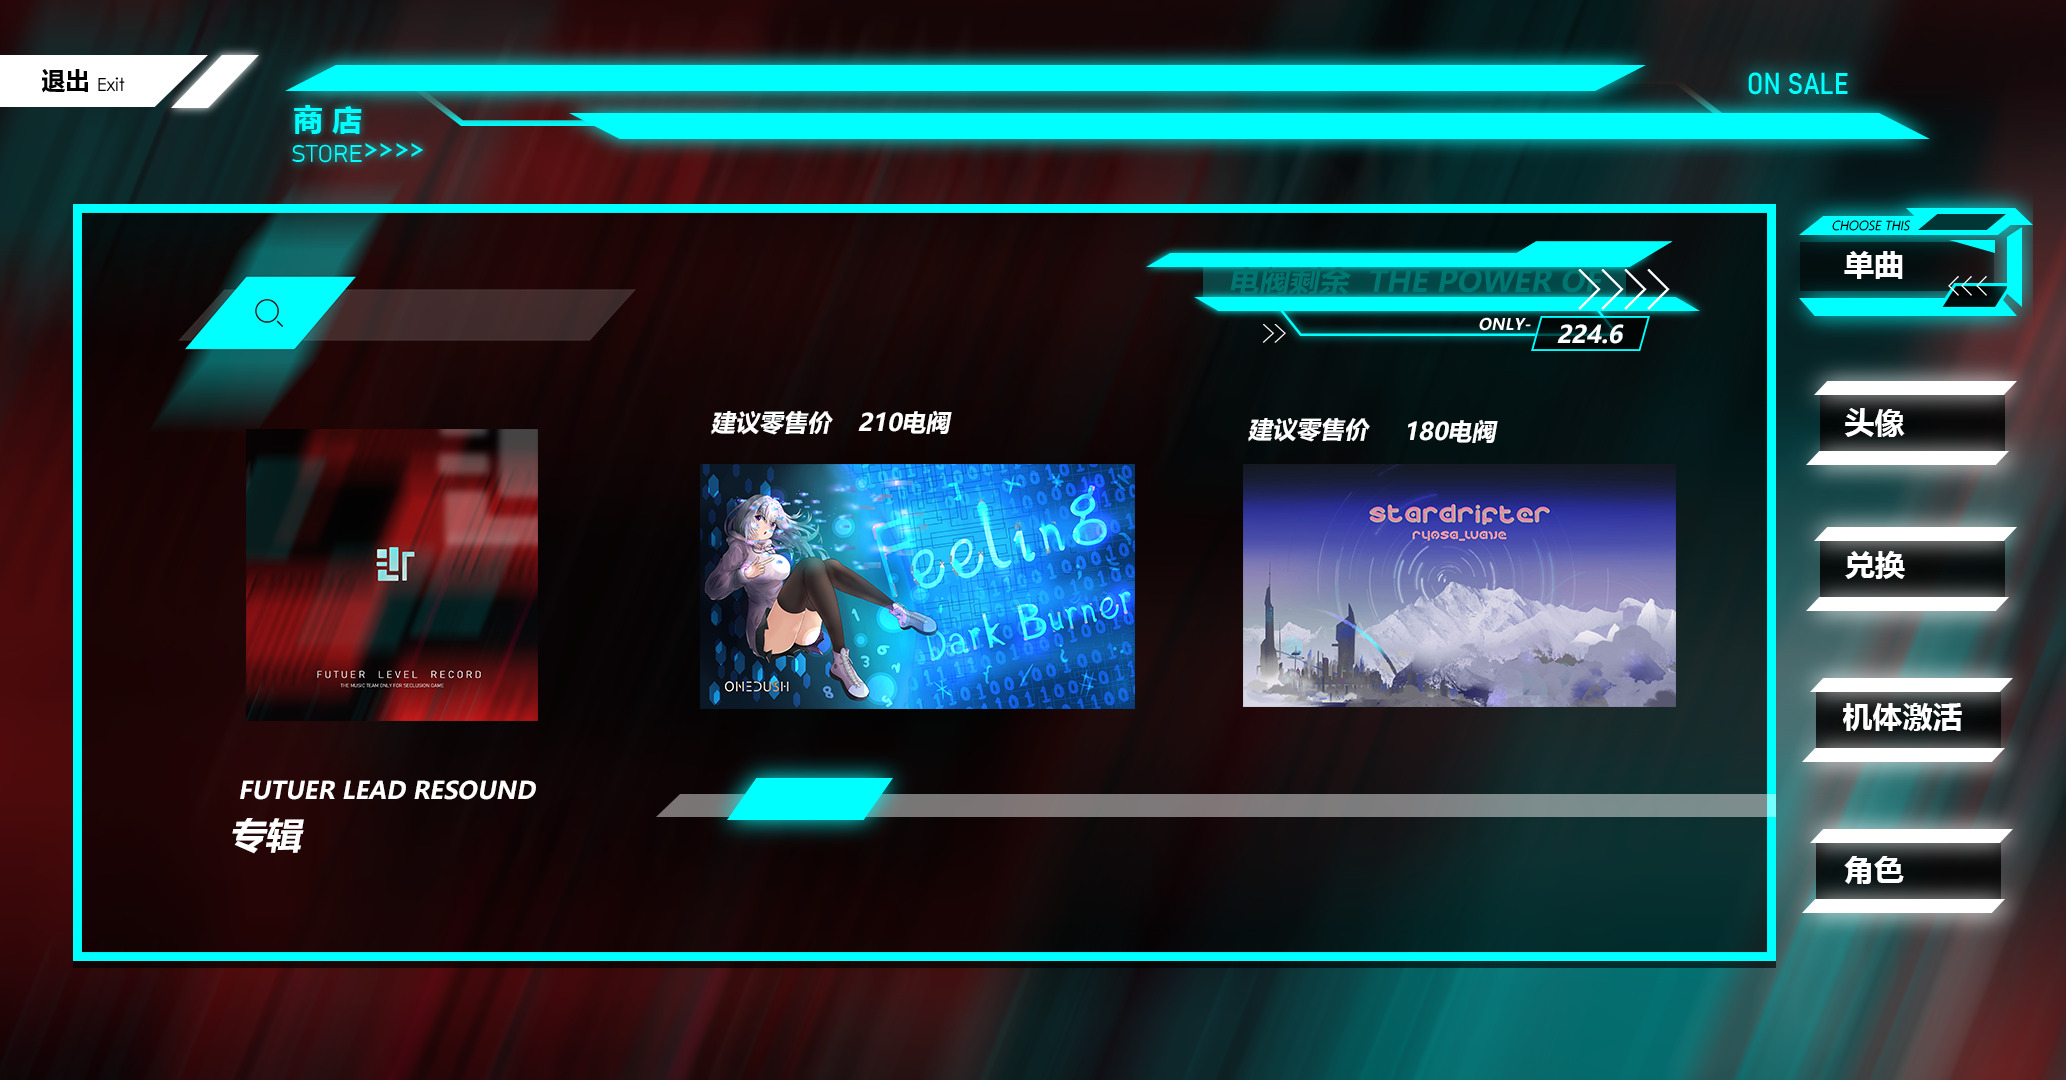 退出 Exit
ON SALE
商店
STORE>>>>
CHOOSE THIS
单曲
电阀剩余 THE POWER O
ONLY-
224.6
建议零售价 210电阀
建议零售价 180电阀
头像
Feeling
Dark Burner
ONEDUSH
stardrifter
ryosa_wave
兑换
FUTUER LEVEL RECORD
THE MUSIC TEAM ONLY FOR SECLUSION GAME
机体激活
FUTUER LEAD RESOUND
专辑
角色